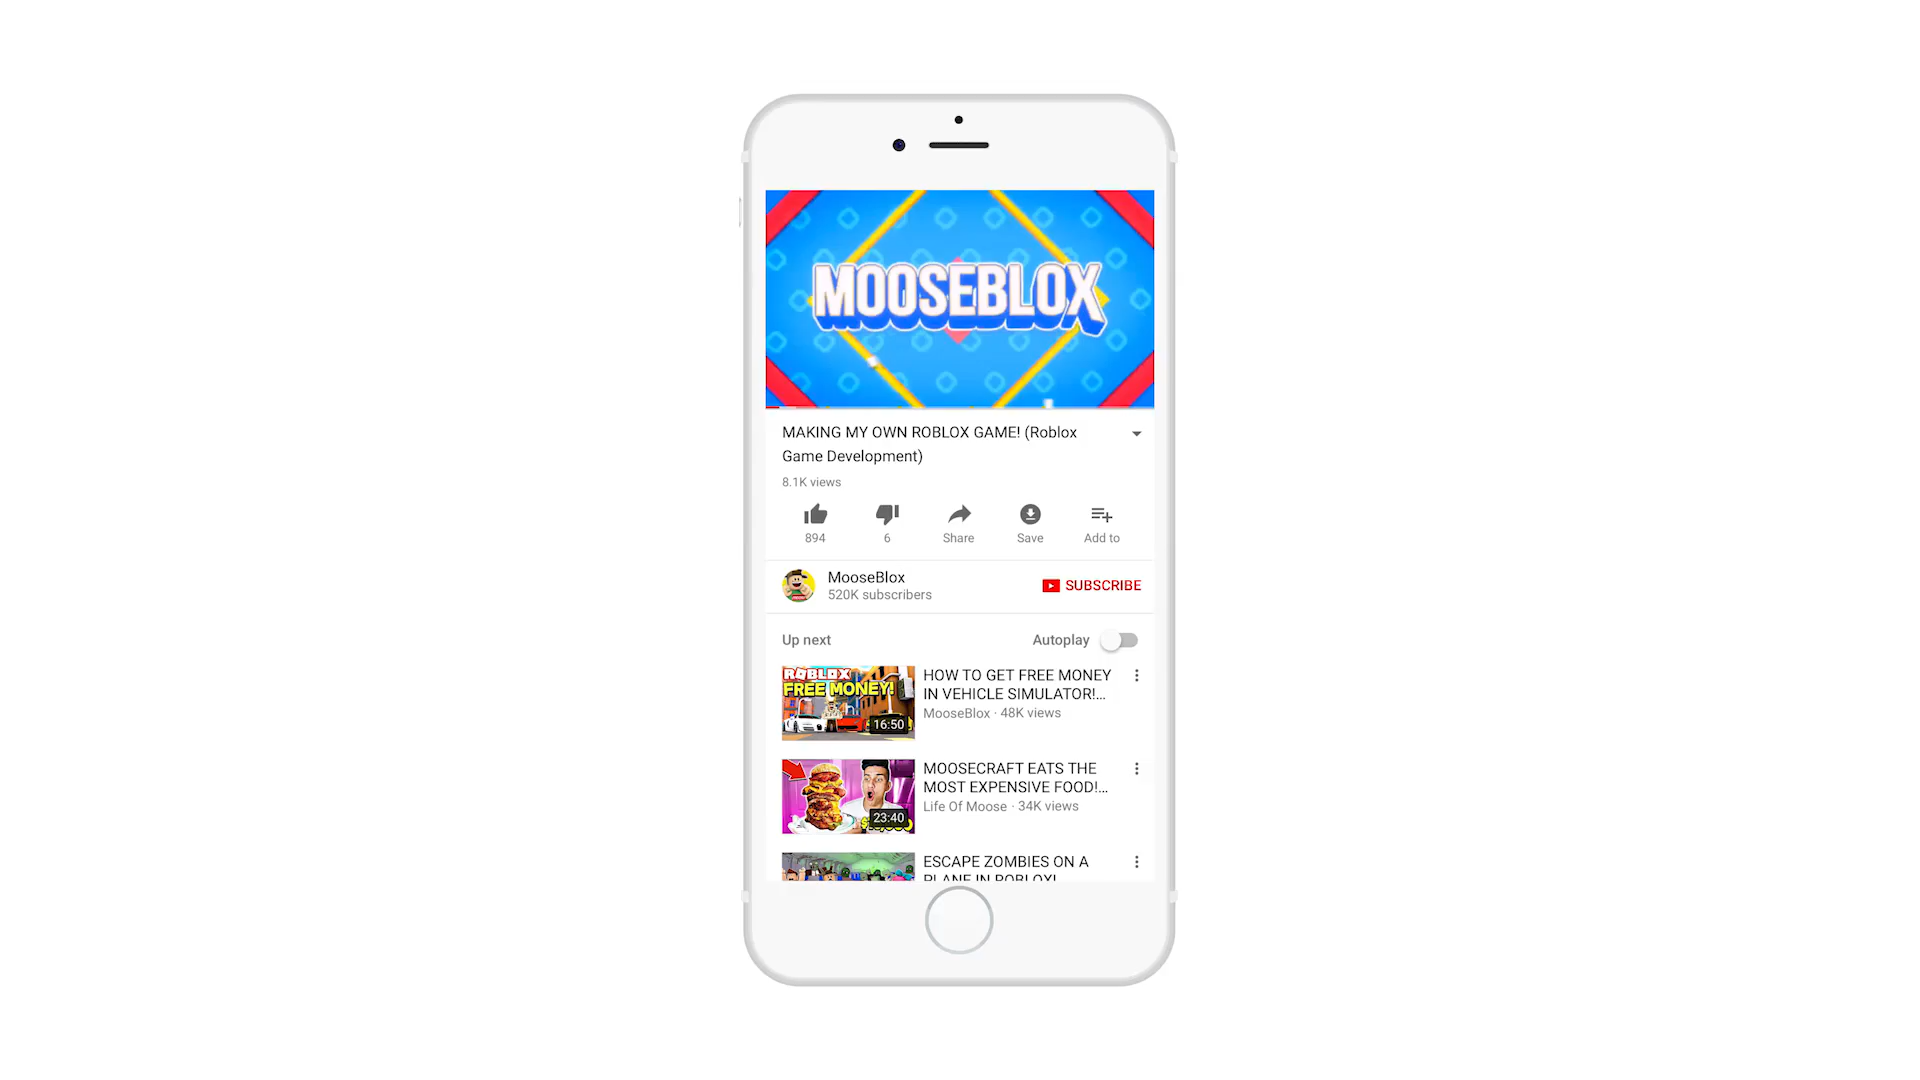 MOOSEBLOX
MAKING MY OWN ROBLOX GAME! (Roblox
Game Development)
8.1K views
894
6
Share
Save
Add to
MooseBlox
520K subscribers
SUBSCRIBE
Up next
Autoplay
ROBLOX
FREE MONEY!
16:50
HOW TO GET FREE MONEY
IN VEHICLE SIMULATOR!...
MooseBlox · 48K views
23:40
MOOSECRAFT EATS THE
MOST EXPENSIVE FOOD!...
Life Of Moose · 34K views
ESCAPE ZOMBIES ON A
PLANE IN ROBLOX!